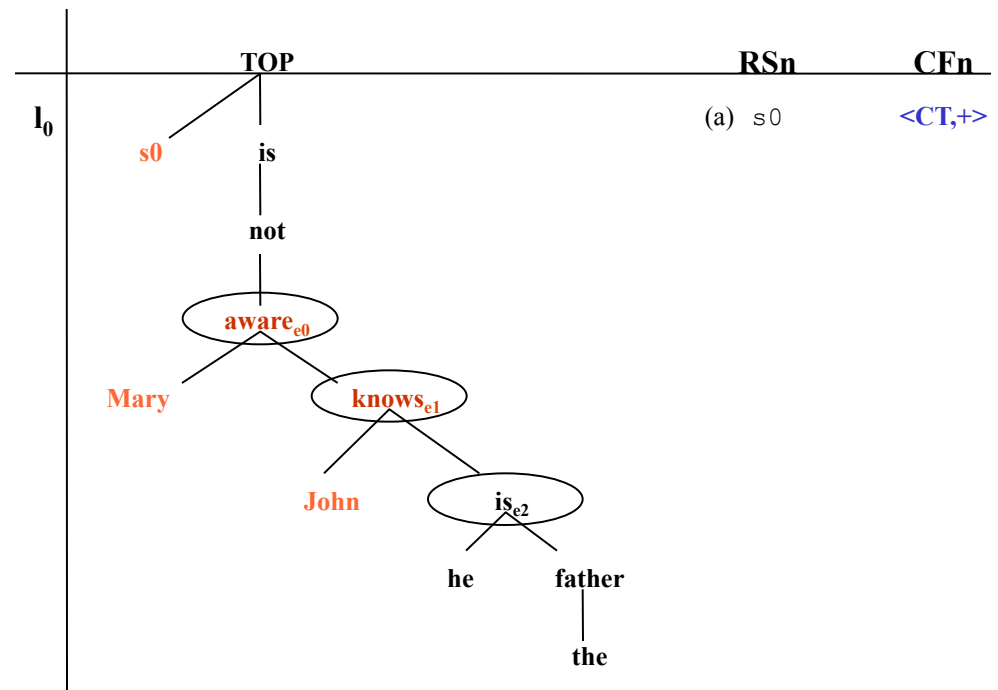 TOP RSn CFn
l0 (a) s0 <CT,+>
s0 is
not
aware e0
Mary knows e1
John is e2
he father
the